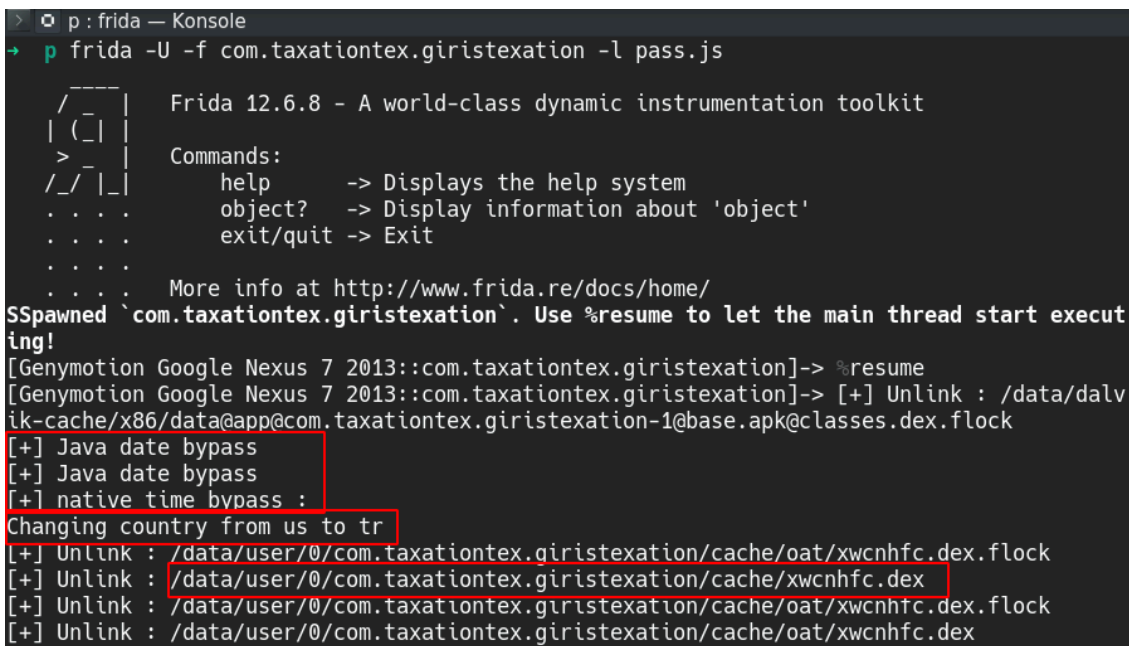 p : frida — Konsole
→ p frida -U -f com.taxationtex.giristexation -l pass.js
    ____
   / _  |   Frida 12.6.8 - A world-class dynamic instrumentation toolkit
  | (_| |
   > _  |   Commands:
  /_/ |_|       help      -> Displays the help system
  . . . .       object?   -> Display information about 'object'
  . . . .       exit/quit -> Exit
  . . . .
  . . . .   More info at http://www.frida.re/docs/home/
SSpawned `com.taxationtex.giristexation`. Use %resume to let the main thread start execut
ing!
[Genymotion Google Nexus 7 2013::com.taxationtex.giristexation]-> %resume
[Genymotion Google Nexus 7 2013::com.taxationtex.giristexation]-> [+] Unlink : /data/dalv
ik-cache/x86/data@app@com.taxationtex.giristexation-1@base.apk@classes.dex.flock
[+] Java date bypass
[+] Java date bypass
[+] native time bypass :
Changing country from us to tr
[+] Unlink : /data/user/0/com.taxationtex.giristexation/cache/oat/xwcnhfc.dex.flock
[+] Unlink : /data/user/0/com.taxationtex.giristexation/cache/xwcnhfc.dex
[+] Unlink : /data/user/0/com.taxationtex.giristexation/cache/oat/xwcnhfc.dex.flock
[+] Unlink : /data/user/0/com.taxationtex.giristexation/cache/oat/xwcnhfc.dex